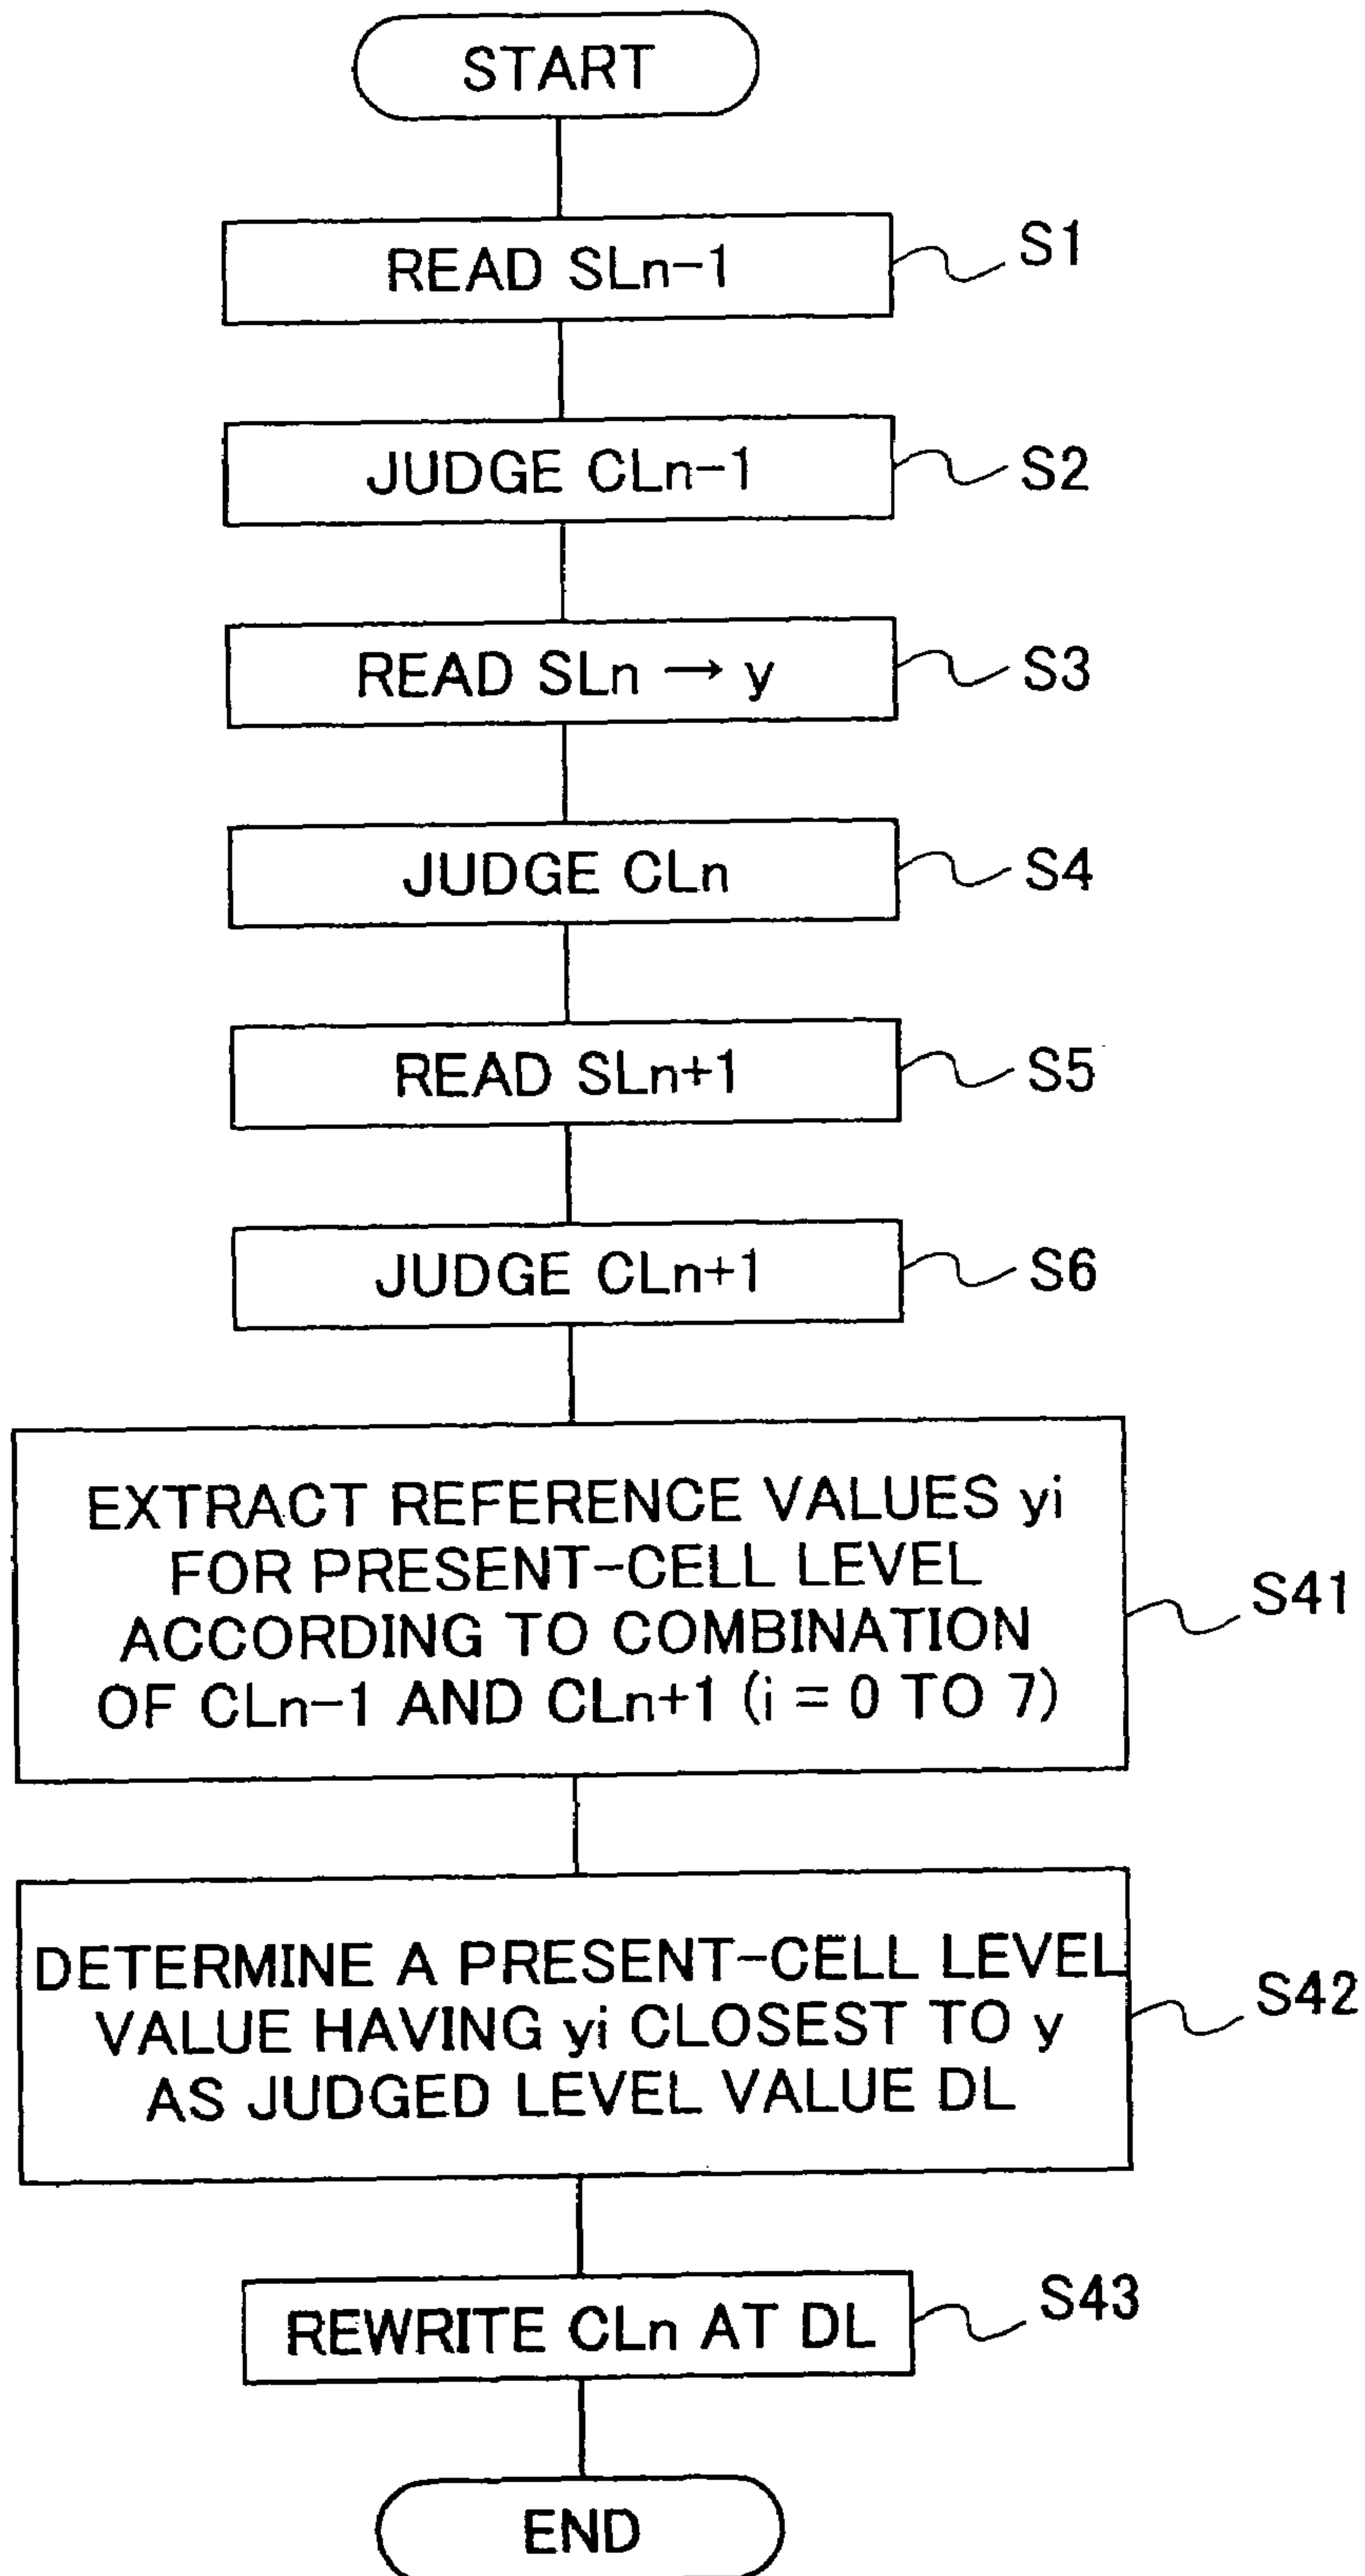 START
READ SLn-1
S1
JUDGE CLn-1
S2
READ SLn → y
S3
JUDGE CLn
S4
READ SLn+1
S5
JUDGE CLn+1
S6
EXTRACT REFERENCE VALUES yi
FOR PRESENT-CELL LEVEL
ACCORDING TO COMBINATION
OF CLn-1 AND CLn+1 (i = 0 TO 7)
S41
DETERMINE A PRESENT-CELL LEVEL
VALUE HAVING yi CLOSEST TO y
AS JUDGED LEVEL VALUE DL
S42
REWRITE CLn AT DL
S43
END